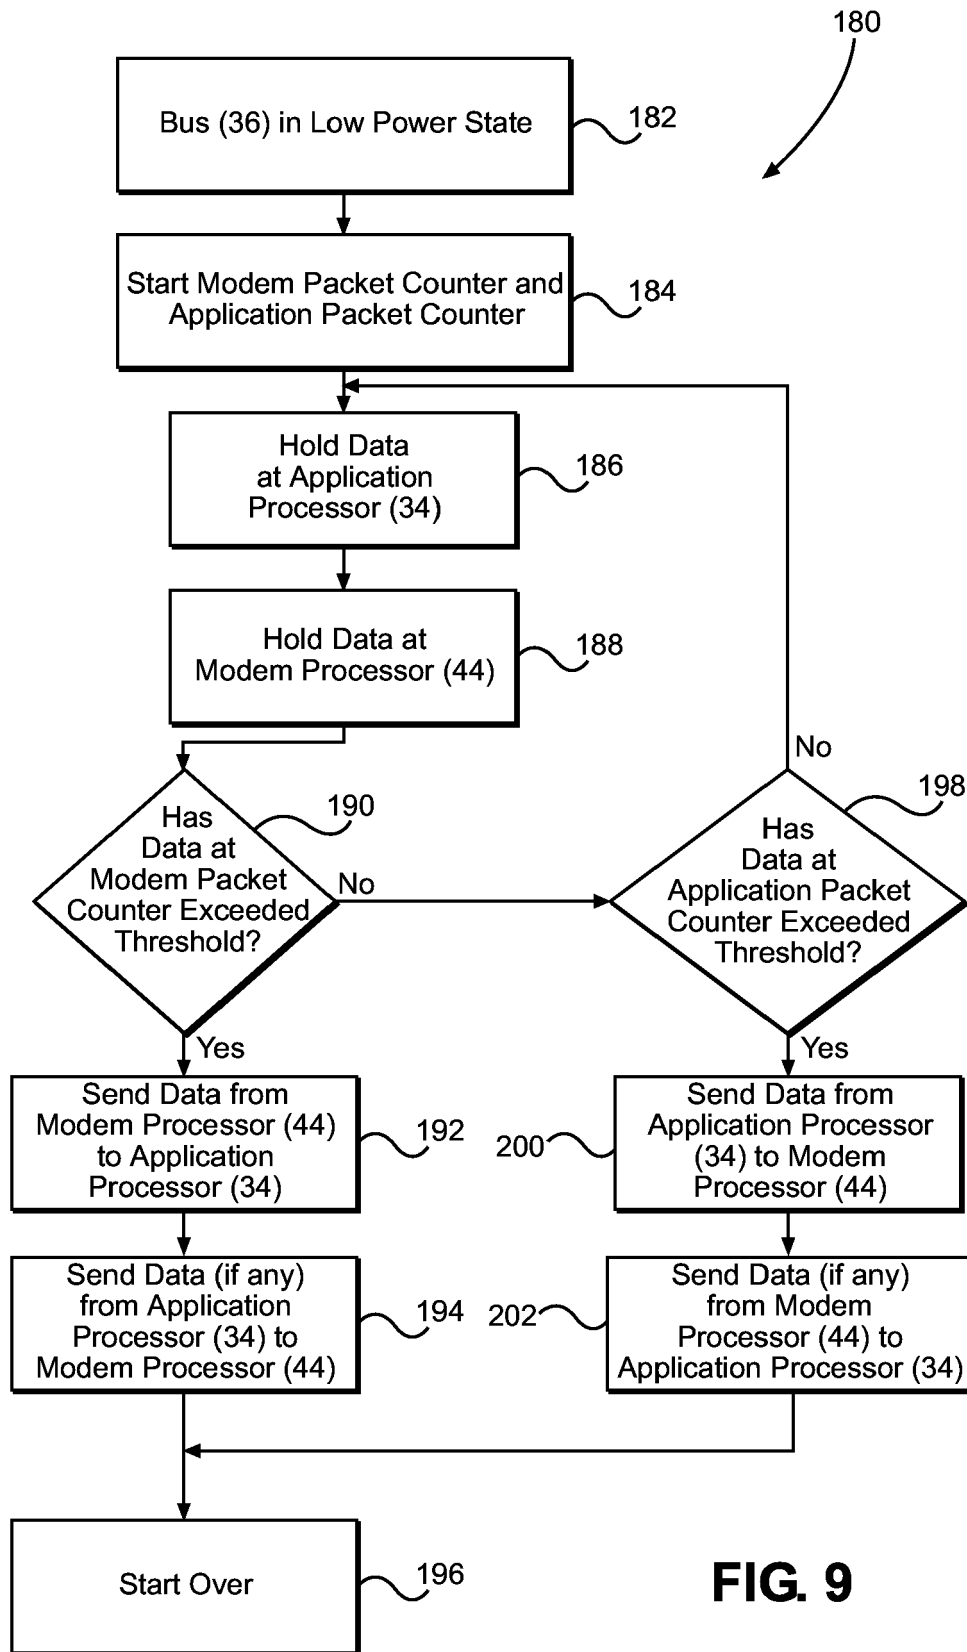 180
Bus (36) in Low Power State
182
Start Modem Packet Counter and
Application Packet Counter
184
Hold Data
at Application
Processor (34)
186
Hold Data at
Modem Processor (44)
188
Has
Data at
Modem Packet
Counter Exceeded
Threshold?
190
No
Yes
Has
Data at
Application Packet
Counter Exceeded
Threshold?
198
No
Yes
Send Data from
Modem Processor (44)
to Application
Processor (34)
192
Send Data from
Application Processor
(34) to Modem
Processor (44)
200
Send Data (if any)
from Application
Processor (34) to
Modem Processor (44)
194
Send Data (if any)
from Modem
Processor (44) to
Application Processor (34)
202
Start Over
196
FIG. 9